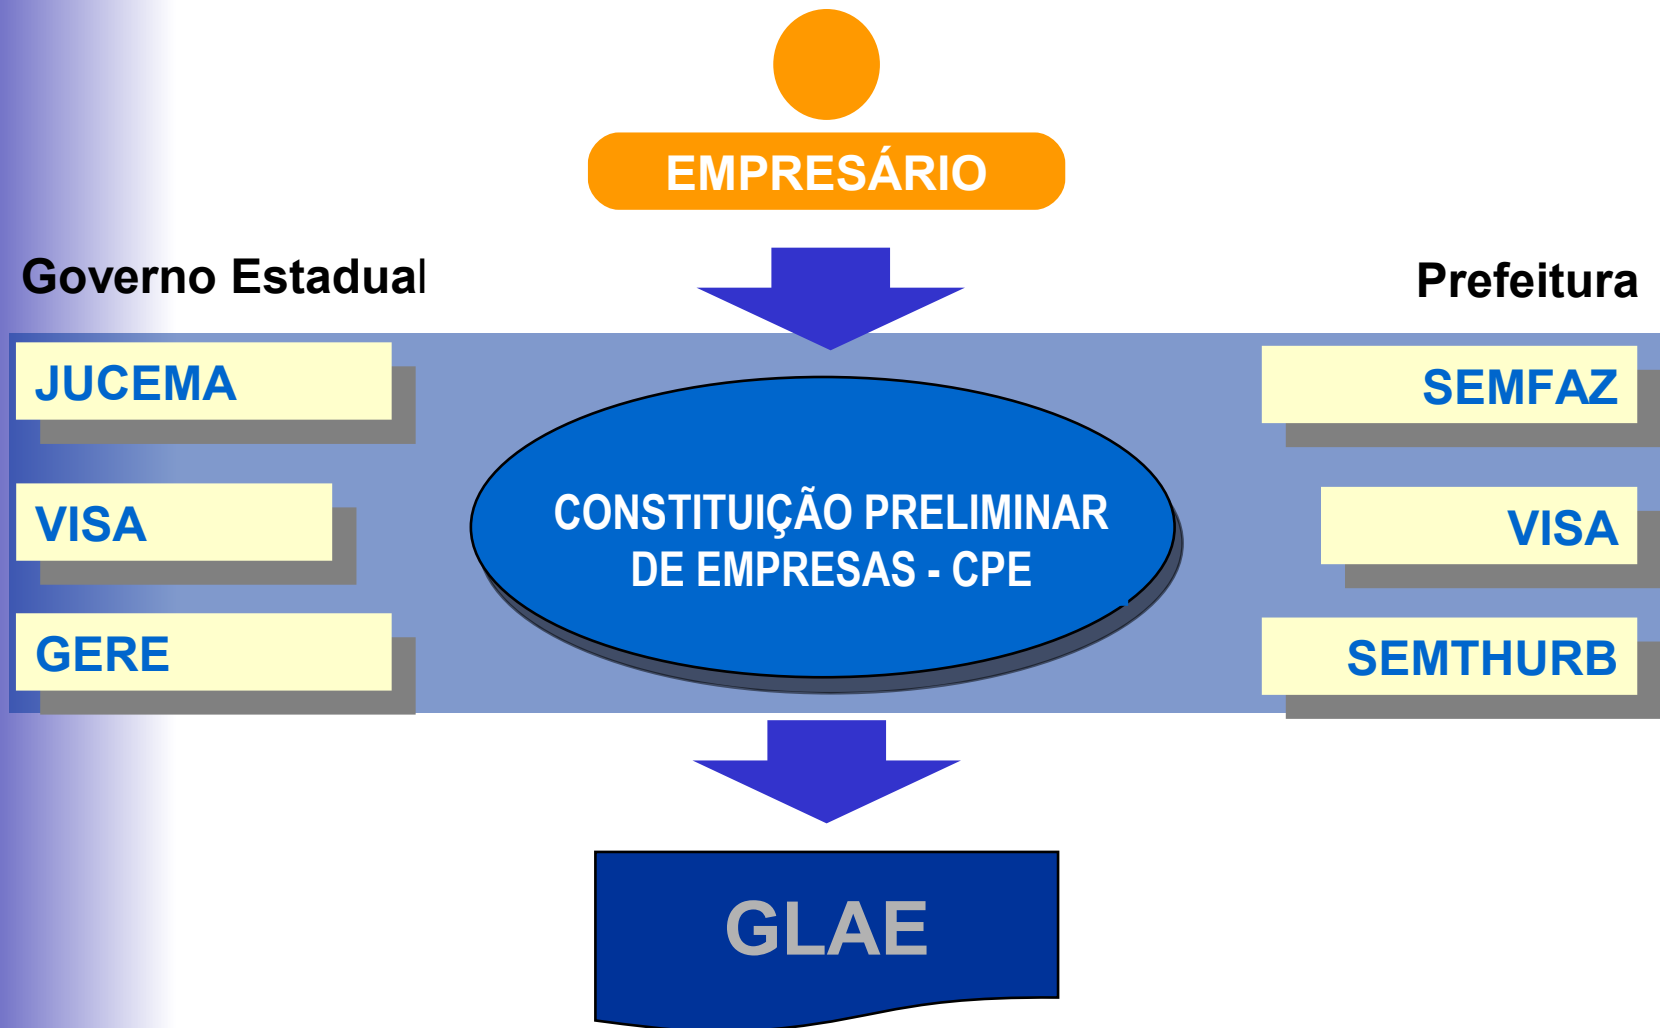 EMPRESÁRIO
Governo Estadual
Prefeitura
JUCEMA
SEMFAZ
VISA
VISA
CONSTITUIÇÃO PRELIMINAR
DE EMPRESAS - CPE
GERE
SEMTHURB
GLAE